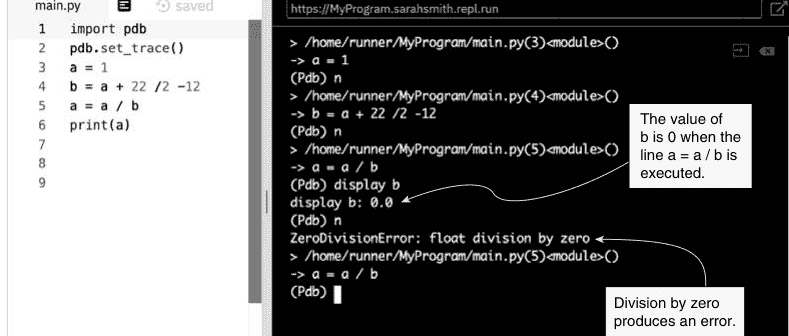 main.py
saved
1 import pdb
2 pdb.set_trace()
3 a = 1
4 b = a + 22 /2 -12
5 a = a / b
6 print(a)
7
8
9
https://MyProgram.sarahsmith.repl.run
> /home/runner/MyProgram/main.py(3)<module>()
-> a = 1
(Pdb) n
> /home/runner/MyProgram/main.py(4)<module>()
-> b = a + 22 /2 -12
(Pdb) n
> /home/runner/MyProgram/main.py(5)<module>()
-> a = a / b
(Pdb) display b
display b: 0.0
(Pdb) n
ZeroDivisionError: float division by zero
> /home/runner/MyProgram/main.py(5)<module>()
-> a = a / b
(Pdb)
The value of
b is 0 when the
line a = a / b is
executed.
Division by zero
produces an error.